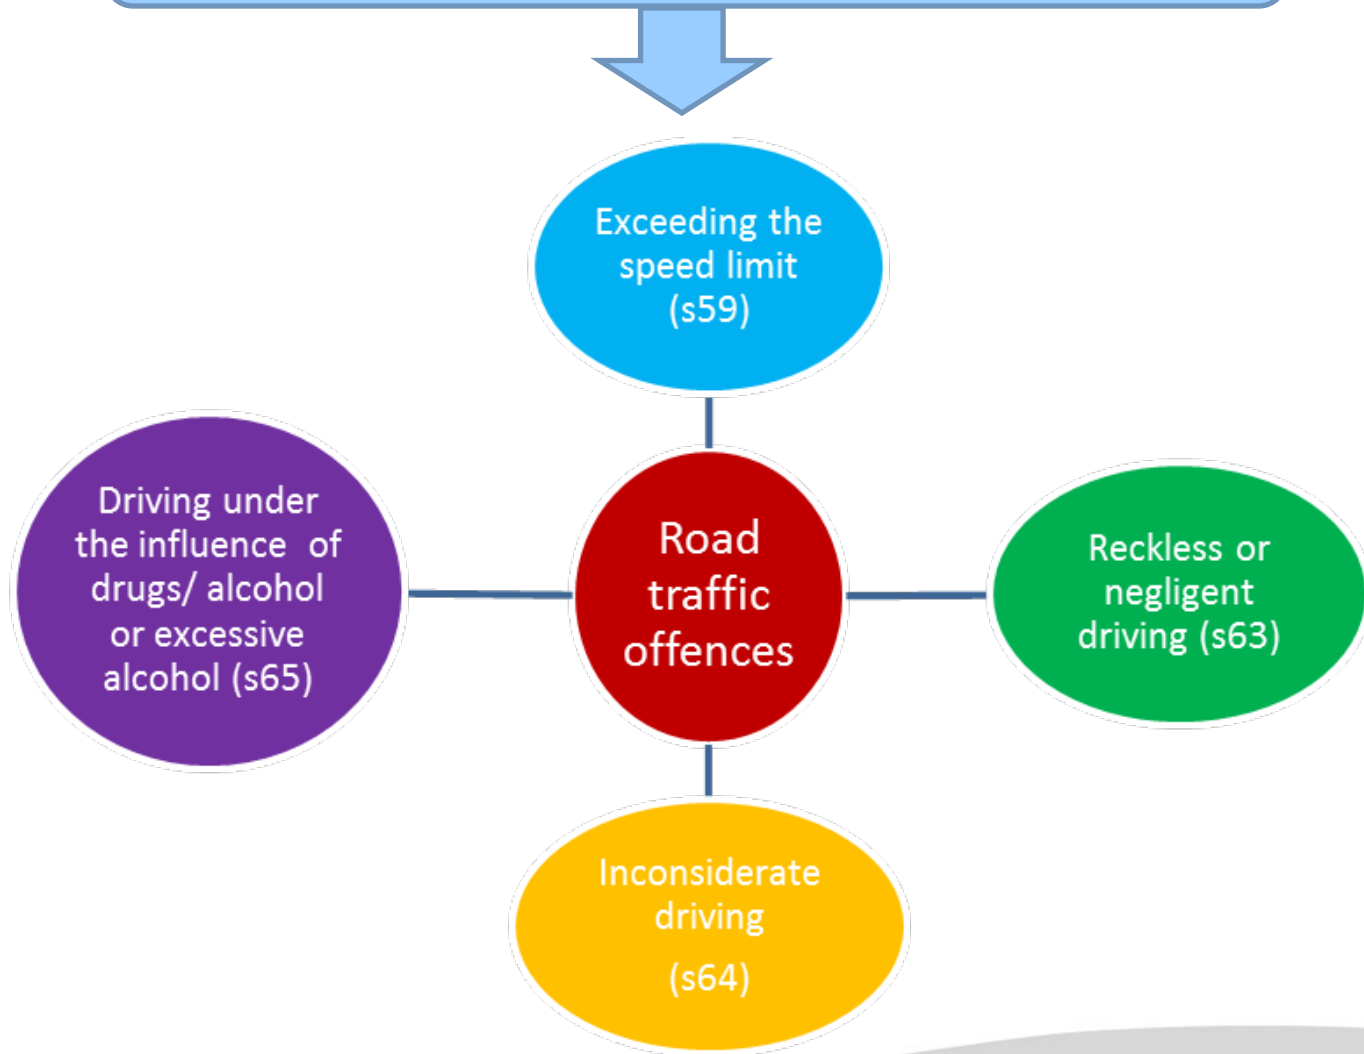 Exceeding the
speed limit
(s59)
Driving under
the influence  of
drugs/ alcohol
or excessive
alcohol (s65)
Road
traffic
offences
Reckless or
negligent
driving (s63)
Inconsiderate
driving
(s64)